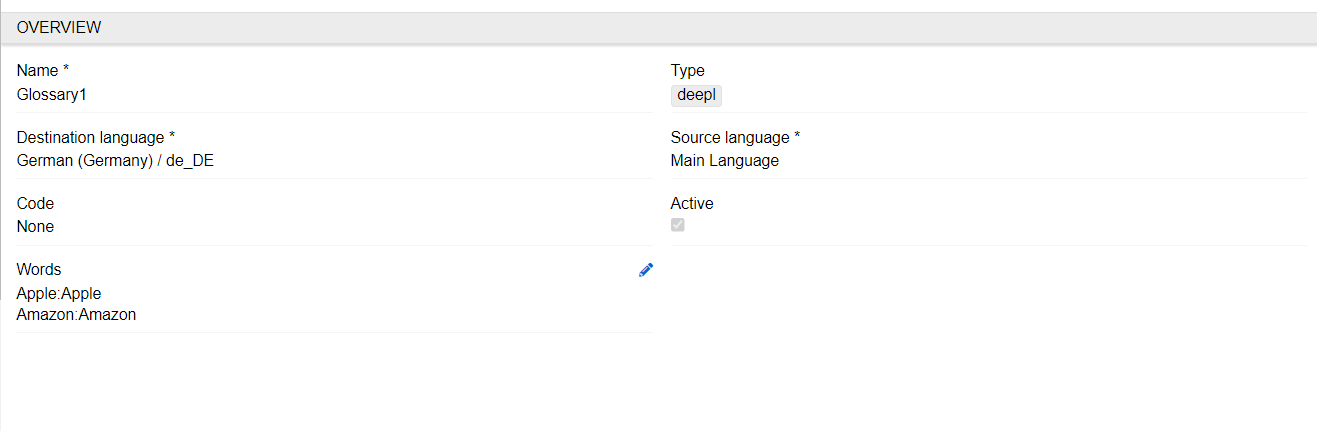 OVERVIEW
Name *
Glossary1
Type
deepl
Destination language *
German (Germany) / de_DE
Source language *
Main Language
Code
None
Active
Words
Apple:Apple
Amazon:Amazon